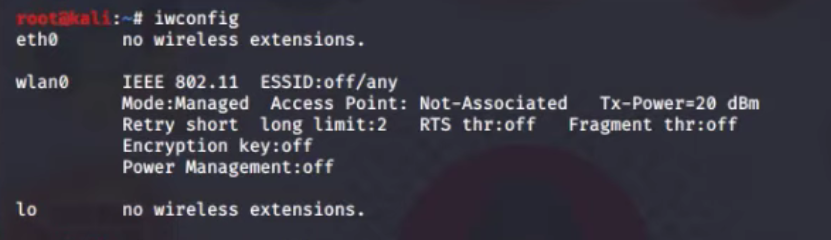 root@kali:~# iwconfig
eth0      no wireless extensions.
wlan0     IEEE 802.11  ESSID:off/any
          Mode:Managed  Access Point: Not-Associated   Tx-Power=20 dBm
          Retry short  long limit:2   RTS thr:off   Fragment thr:off
          Encryption key:off
          Power Management:off
lo        no wireless extensions.